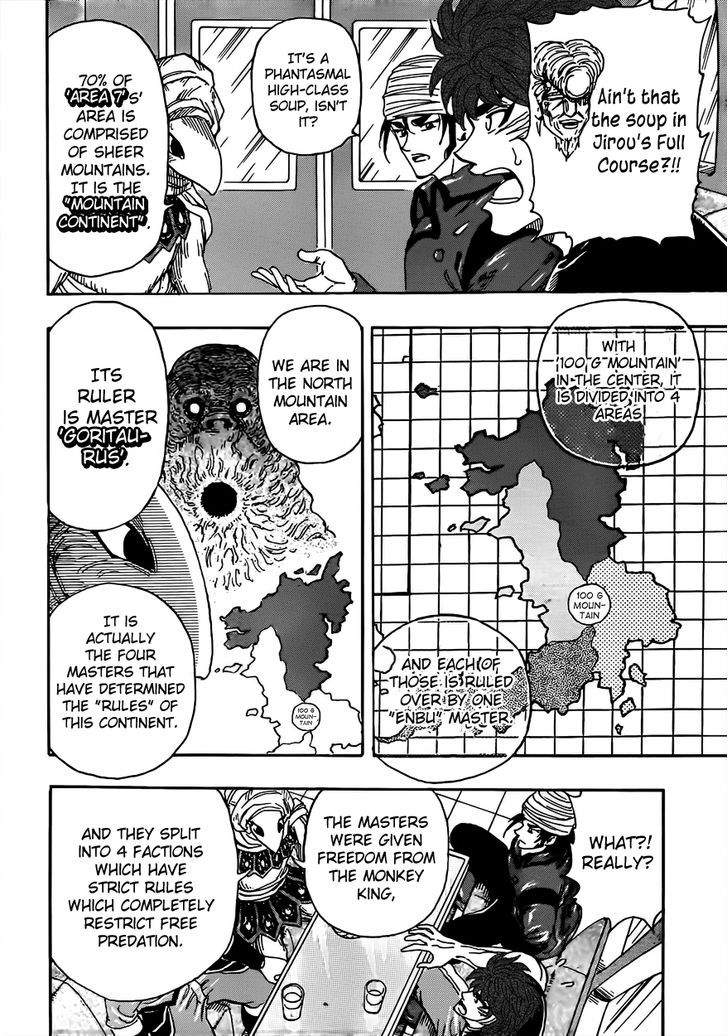 Ain't that
the soup in
Jirou's Full
Course?!!
IT'S A
PHANTASMAL
HIGH-CLASS
SOUP, ISN'T
IT?
70% OF
'AREA 7's'
AREA IS
COMPRISED
OF SHEER
MOUNTAINS.
IT IS THE
"MOUNTAIN
CONTINENT".
WITH
'100 G MOUNTAIN'
IN THE CENTER, IT
IS DIVIDED INTO 4
AREAS
100 G
MOUN-
TAIN
AND EACH OF
THOSE IS RULED
OVER BY ONE
"ENBU" MASTER.
WE ARE IN
THE NORTH
MOUNTAIN
AREA.
ITS
RULER
IS MASTER
'GORITAU-
RUS'.
100 G
MOUN-
TAIN
IT IS
ACTUALLY
THE FOUR
MASTERS THAT
HAVE DETERMINED
THE "RULES" OF
THIS CONTINENT.
WHAT?!
REALLY?
THE MASTERS
WERE GIVEN
FREEDOM FROM
THE MONKEY
KING,
AND THEY SPLIT
INTO 4 FACTIONS
WHICH HAVE
STRICT RULES
WHICH COMPLETELY
RESTRICT FREE
PREDATION.